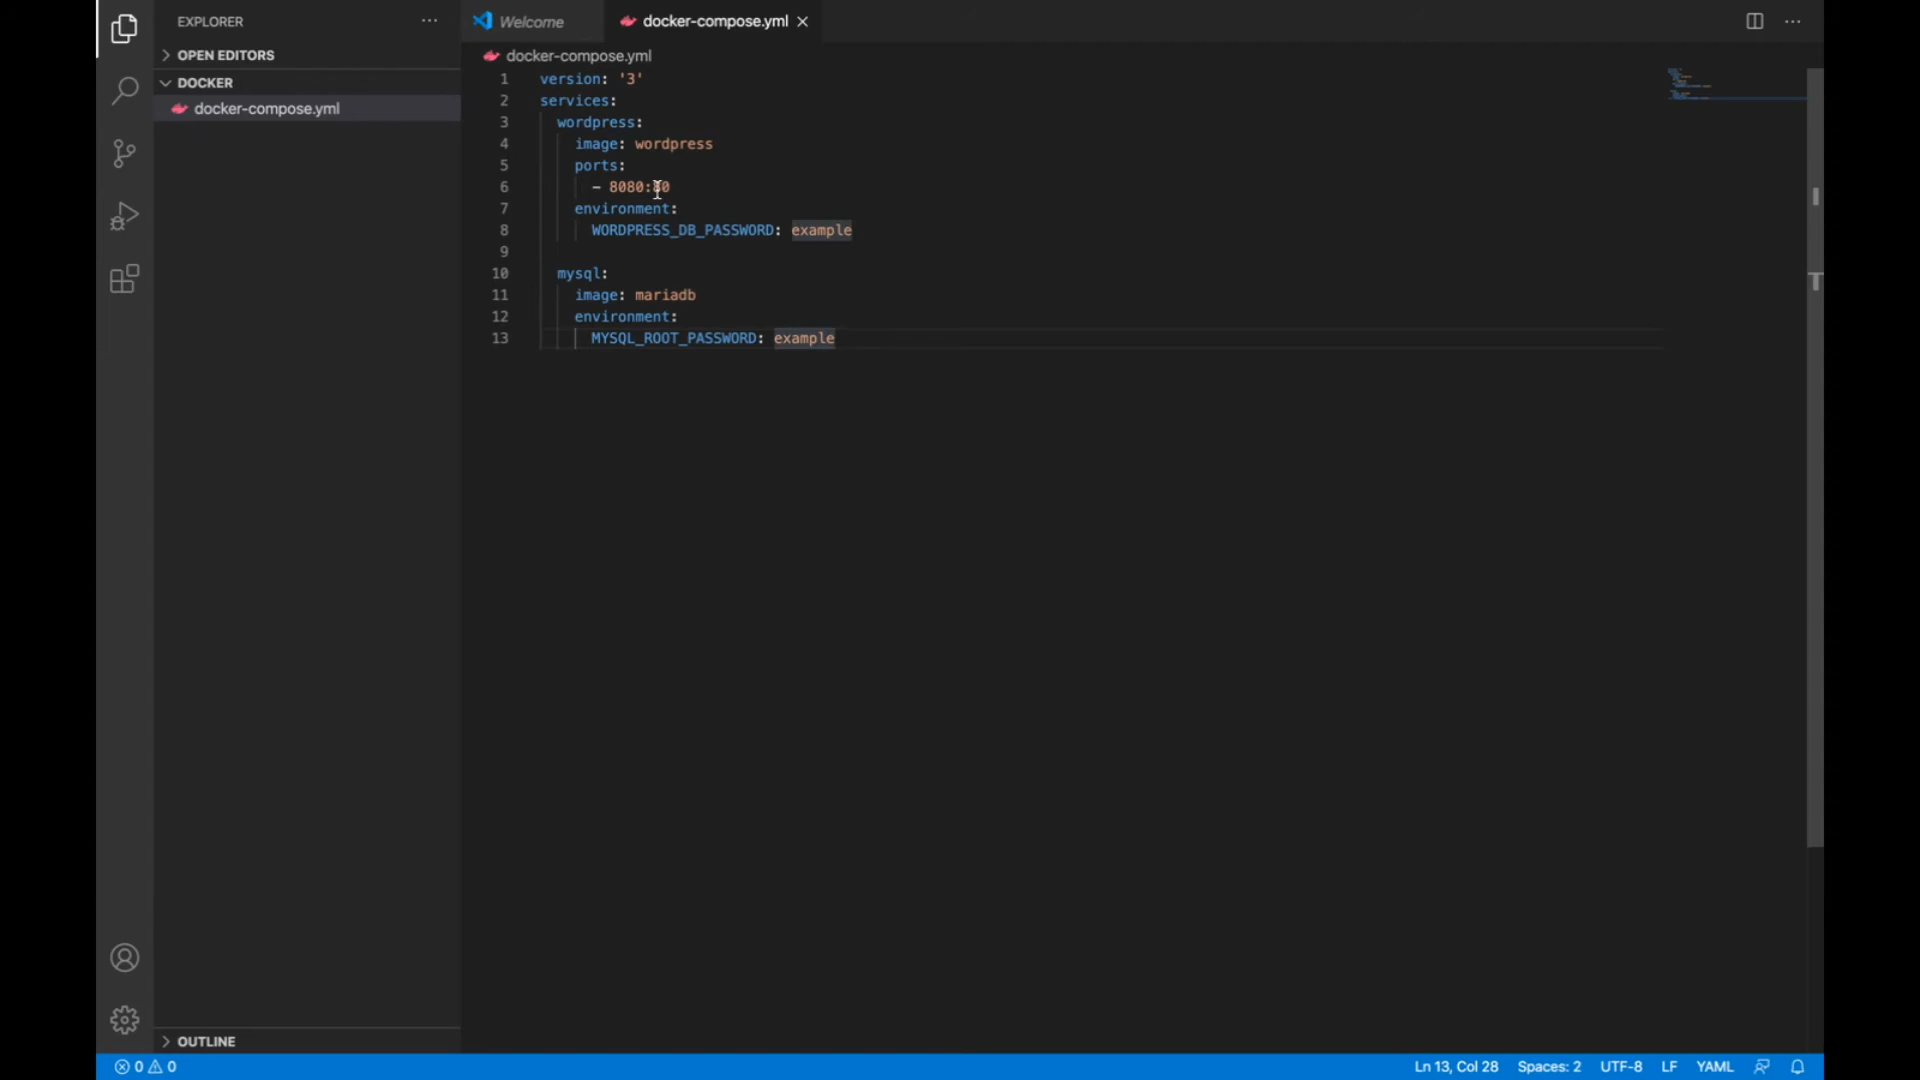 EXPLORER
OPEN EDITORS
DOCKER
docker-compose.yml
Welcome
docker-compose.yml
docker-compose.yml
1 version: '3'
2 services:
3 wordpress:
4 image: wordpress
5 ports:
6 - 8080:80
7 environment:
8 WORDPRESS_DB_PASSWORD: example
9
10 mysql:
11 image: mariadb
12 environment:
13 MYSQL_ROOT_PASSWORD: example
OUTLINE
0 0
Ln 13, Col 28 Spaces: 2 UTF-8 LF YAML